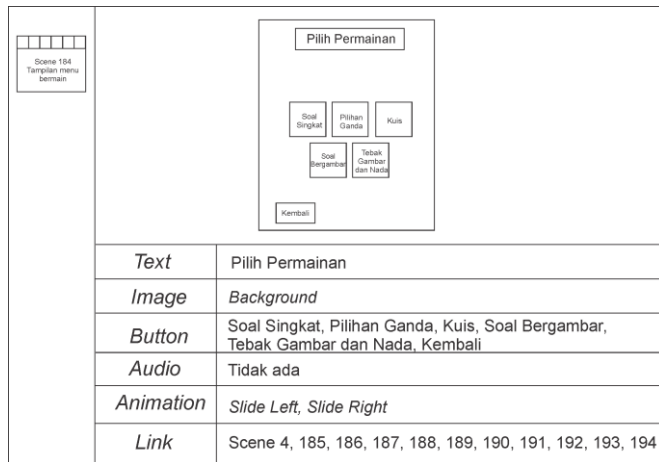 Scene 184
Tampilan menu
bermain
Pilih Permainan
Soal
Singkat
Pilihan
Ganda
Kuis
Soal
Bergambar
Tebak
Gambar
dan Nada
Kembali
Text
Pilih Permainan
Image
Background
Button
Soal Singkat, Pilihan Ganda, Kuis, Soal Bergambar,
Tebak Gambar dan Nada, Kembali
Audio
Tidak ada
Animation
Slide Left, Slide Right
Link
Scene 4, 185, 186, 187, 188, 189, 190, 191, 192, 193, 194